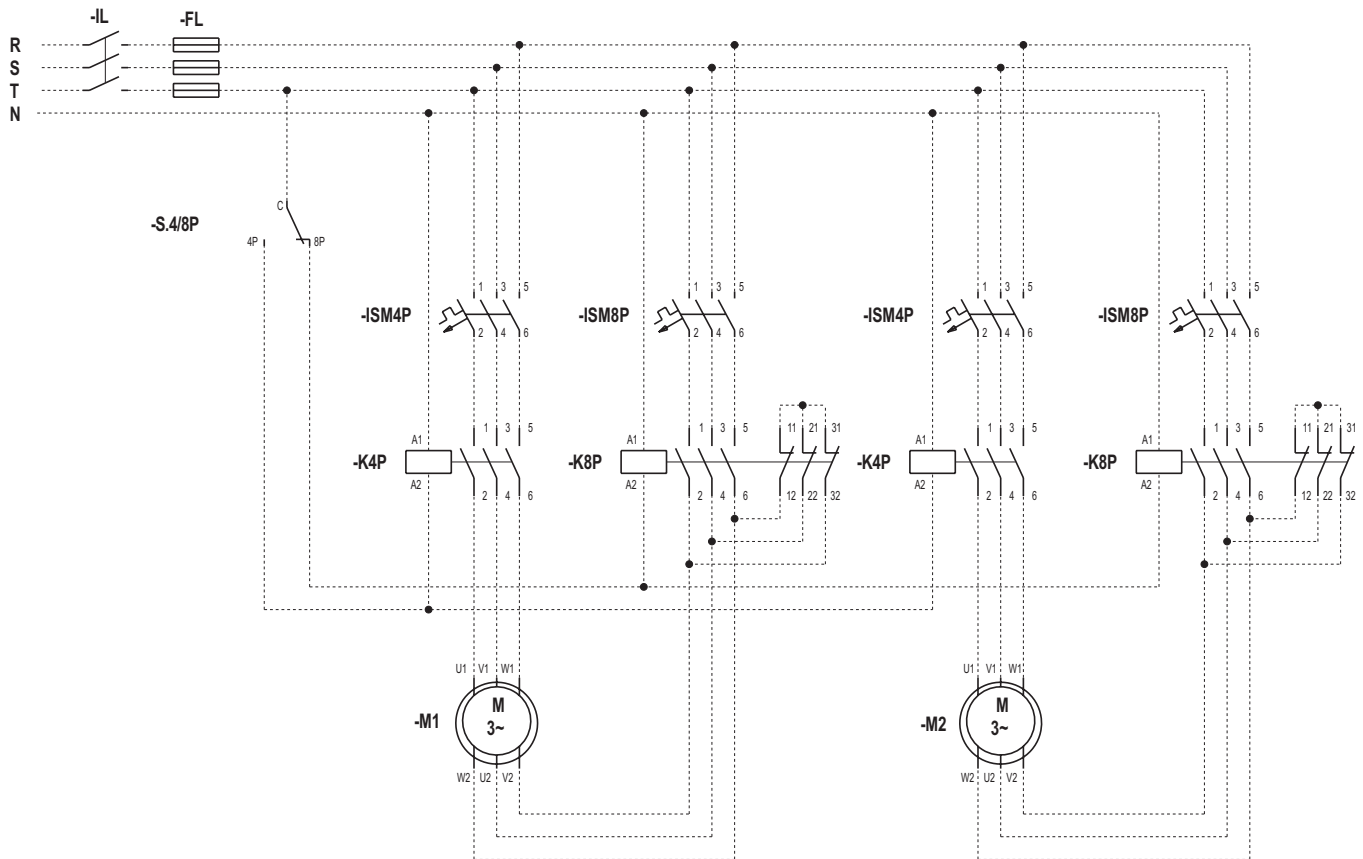 -IL -FL
R
S
T
N
C
-S.4/8P
4P 8P
1 3 5 1 3 5 1 3 5 1 3 5
-ISM4P -ISM8P -ISM4P -ISM8P
2 4 6 2 4 6 2 4 6 2 4 6
1 3 5 1 3 5 11 21 31 1 3 5 1 3 5 11 21 31
A1 A1 A1 A1
-K4P -K8P -K4P -K8P
A2 A2 A2 A2
2 4 6 2 4 6 12 22 32 2 4 6 2 4 6 12 22 32
U1 V1 W1 U1 V1 W1
M M
-M1 -M2
3~ 3~
W2 U2 V2 W2 U2 V2